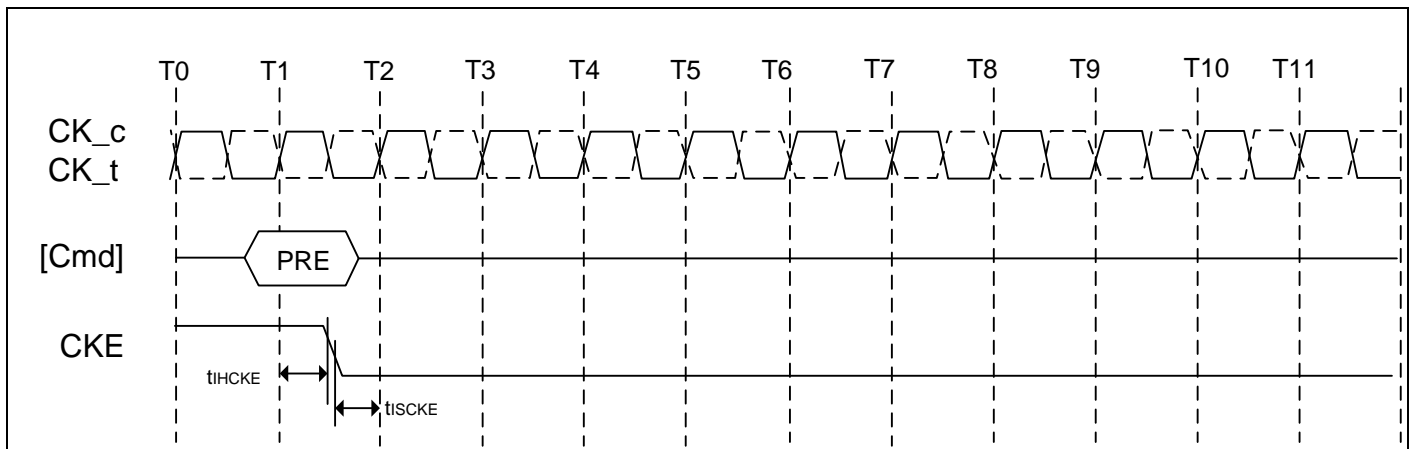 T0 T1 T2 T3 T4 T5 T6 T7 T8 T9 T10 T11
CK_c
CK_t
[Cmd] PRE
CKE
tIHCKE
tISCKE